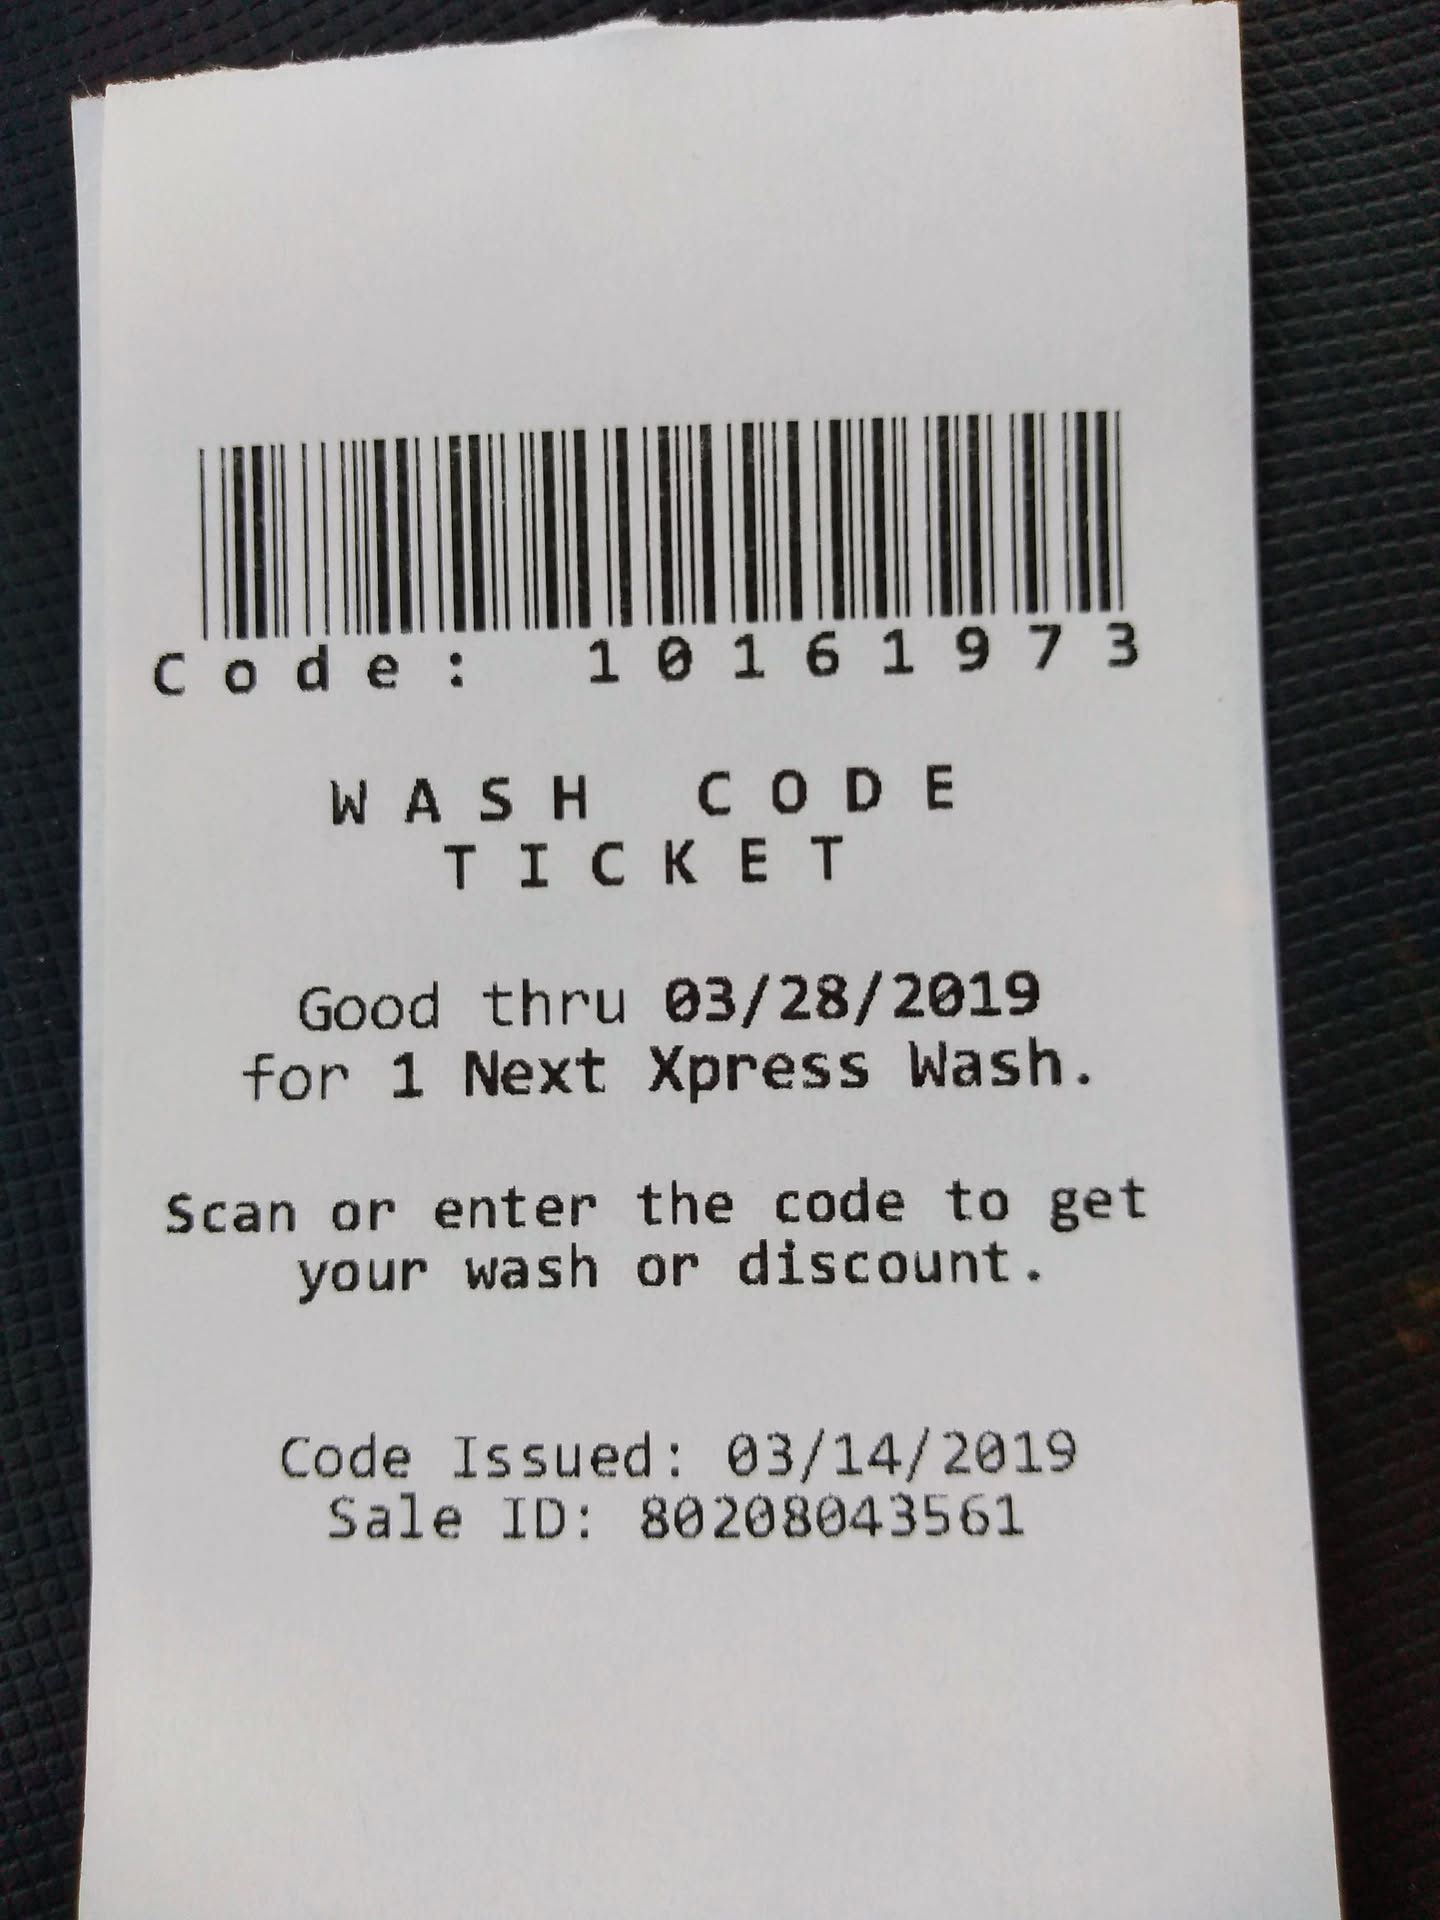 Code: 10161973
WASH CODE
TICKET
Good thru 03/28/2019
for 1 Next Xpress Wash.
Scan or enter the code to get
your wash or discount.
Code Issued: 03/14/2019
Sale ID: 80208043561